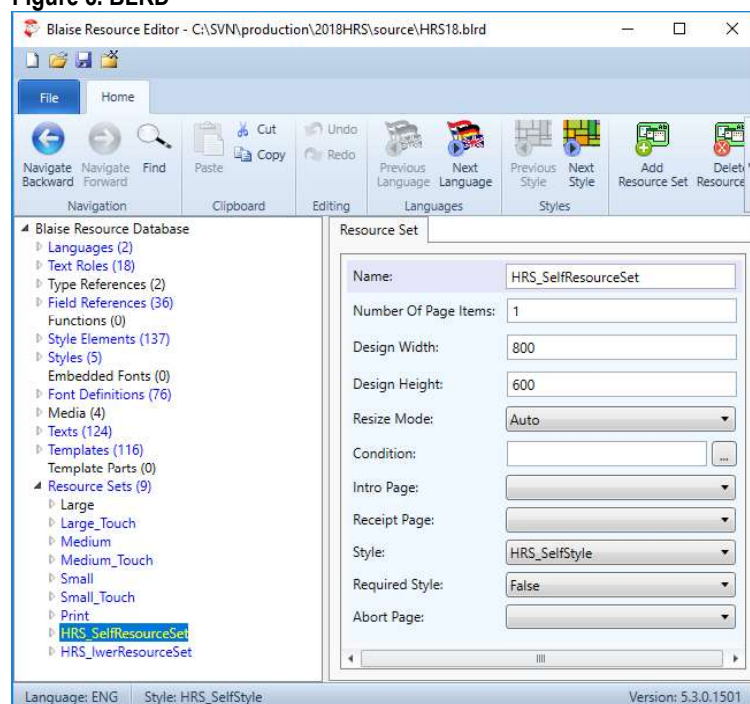 Figure 3. BLRD
Blaise Resource Editor - C:\SVN\production\2018HRS\source\HRS18.blrd
File Home
Navigate Backward
Navigate Forward
Find
Paste
Cut
Copy
Undo
Redo
Previous Language
Next Language
Previous Style
Next Style
Add Resource Set
Delete Resource
Navigation Clipboard Editing Languages Styles
Blaise Resource Database
Languages (2)
Text Roles (18)
Type References (2)
Field References (36)
Functions (0)
Style Elements (137)
Styles (5)
Embedded Fonts (0)
Font Definitions (76)
Media (4)
Texts (124)
Templates (116)
Template Parts (0)
Resource Sets (9)
Large
Large_Touch
Medium
Medium_Touch
Small
Small_Touch
Print
HRS_SelfResourceSet
HRS_IwerResourceSet
Resource Set
Name: HRS_SelfResourceSet
Number Of Page Items: 1
Design Width: 800
Design Height: 600
Resize Mode: Auto
Condition: ...
Intro Page:
Receipt Page:
Style: HRS_SelfStyle
Required Style: False
Abort Page:
Language: ENG Style: HRS_SelfStyle Version: 5.3.0.1501